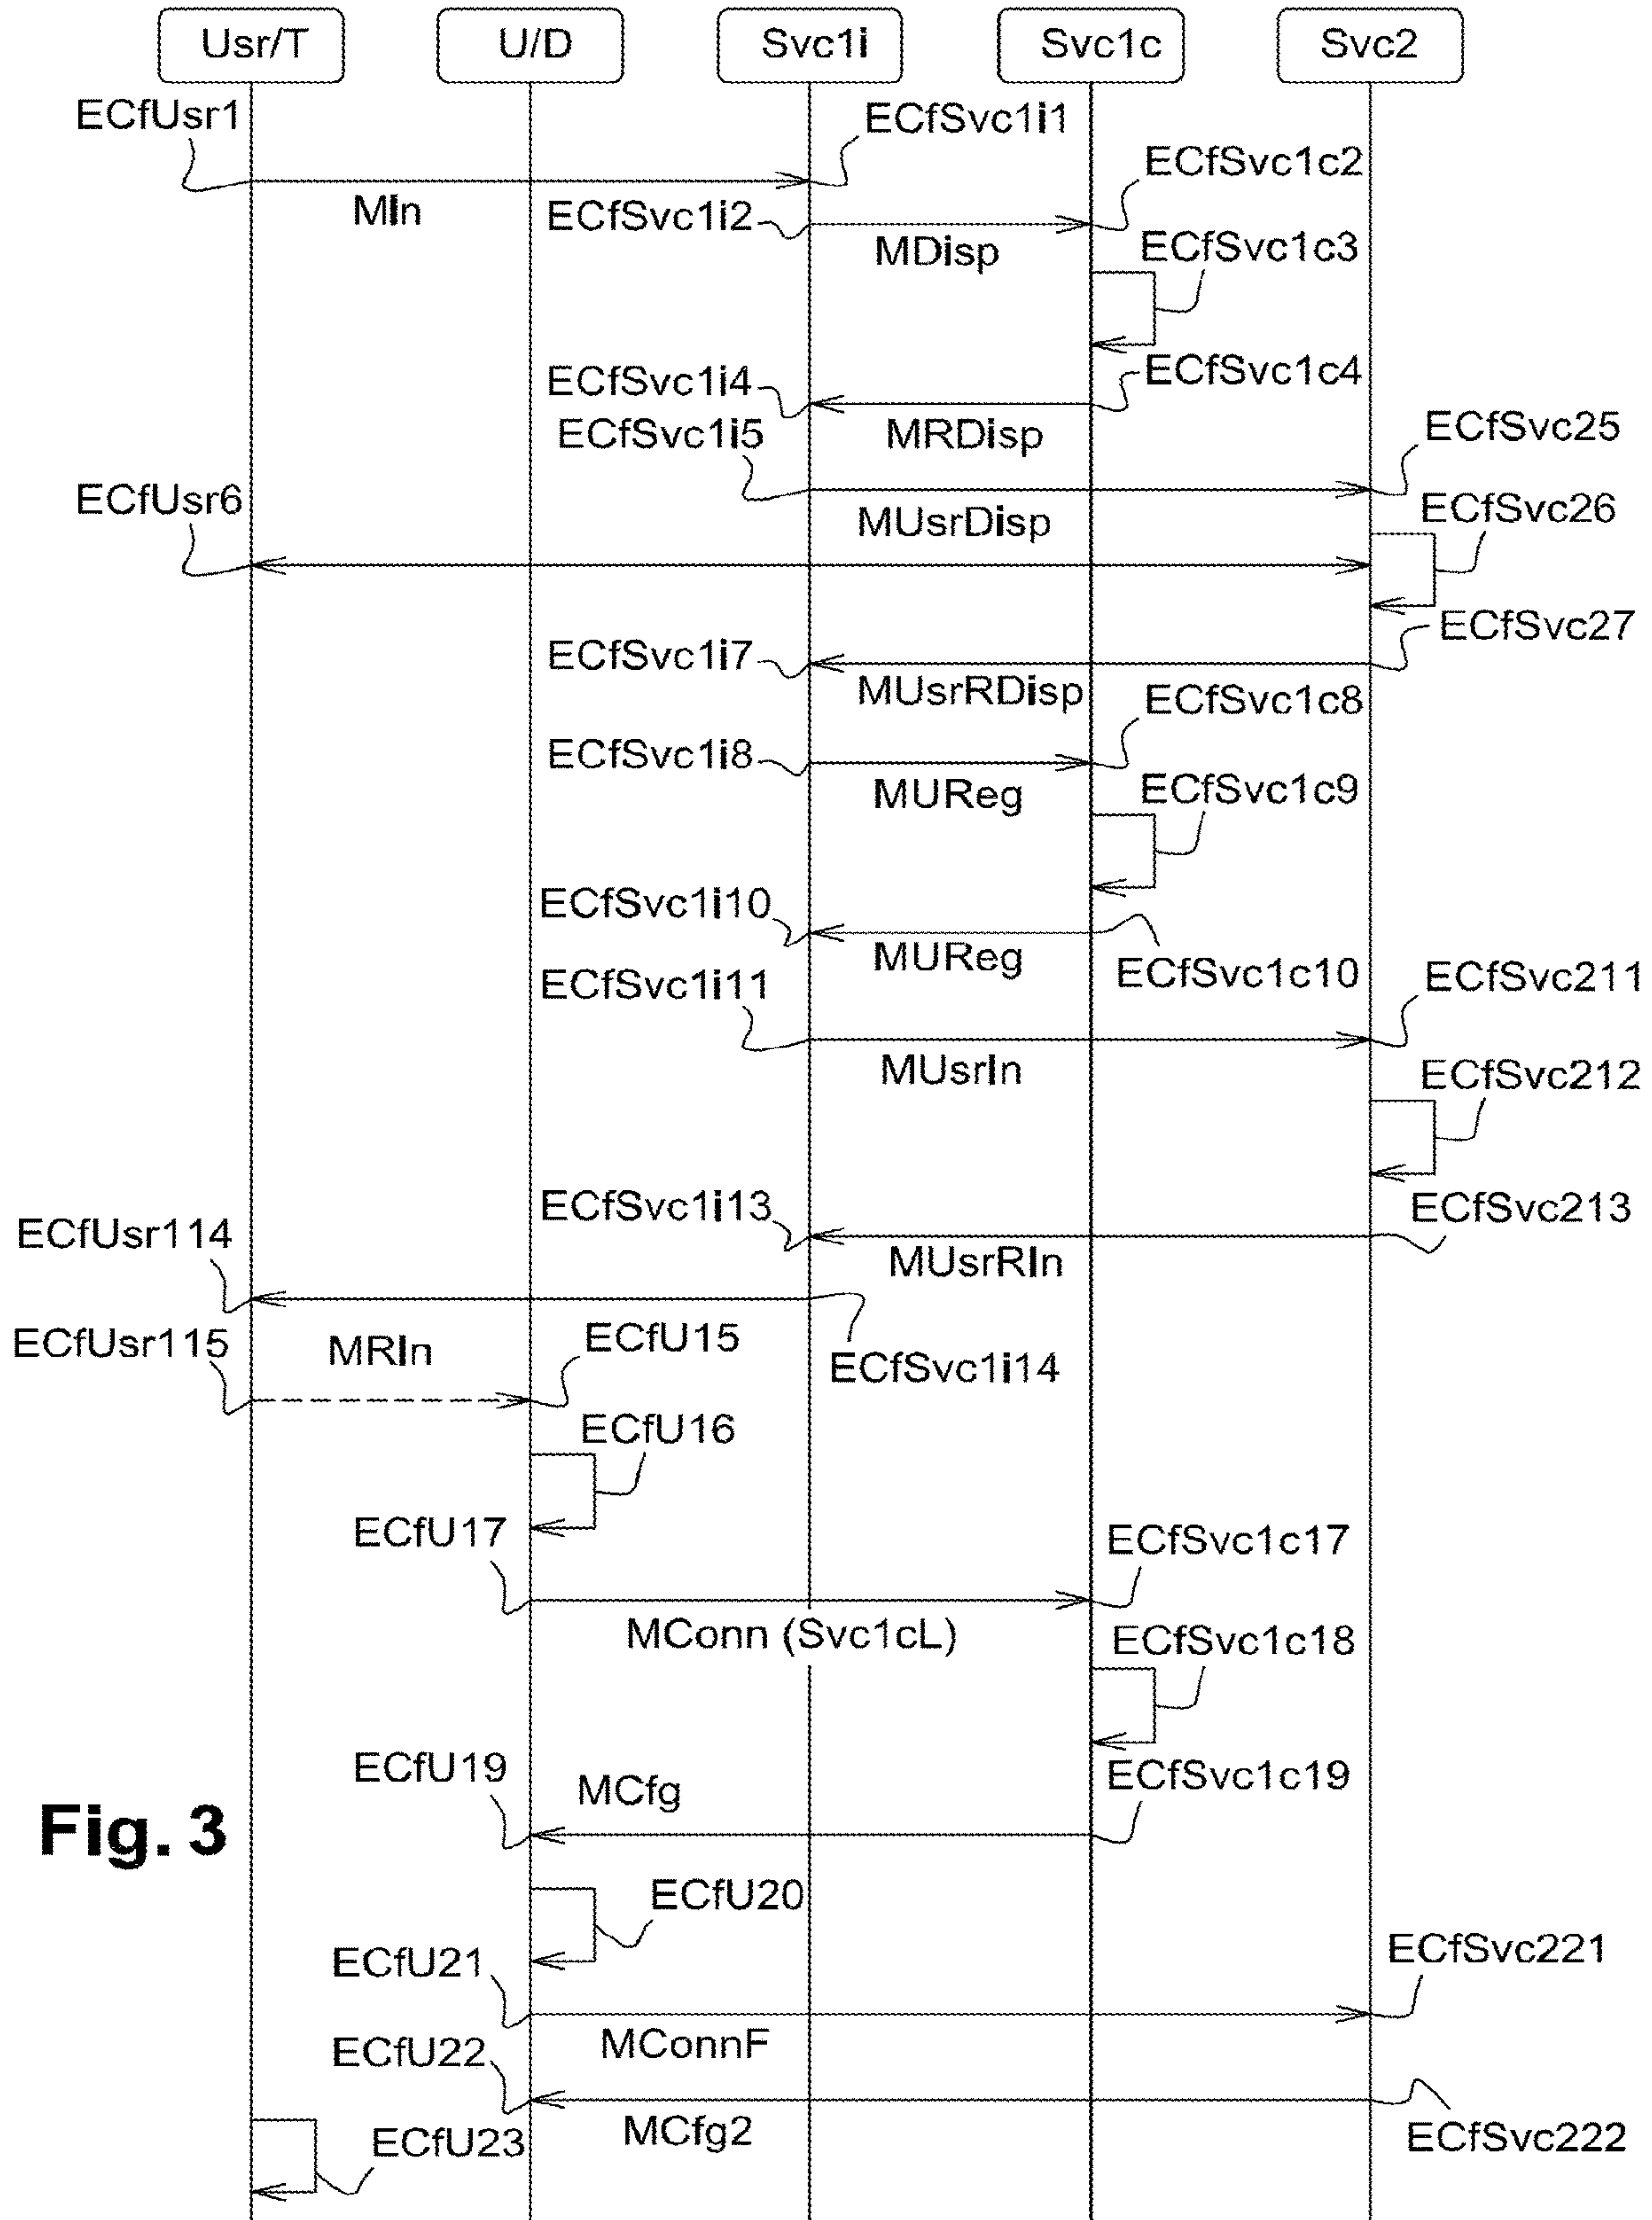 Usr/T U/D Svc1i Svc1c Svc2
ECfUsr1
ECfSvc1i1
MIn
ECfSvc1i2
ECfSvc1c2
MDisp
ECfSvc1c3
ECfSvc1i4
ECfSvc1c4
MRDisp
ECfSvc1i5
ECfSvc25
MUsrDisp
ECfUsr6
ECfSvc26
ECfSvc27
ECfSvc1i7
MUsrRDisp
ECfSvc1i8
ECfSvc1c8
MUReg
ECfSvc1c9
ECfSvc1i10
MUReg
ECfSvc1c10
ECfSvc1i11
ECfSvc211
MUsrIn
ECfSvc212
ECfSvc1i13
ECfSvc213
MUsrRIn
ECfUsr114
ECfSvc1i14
MRIn
ECfUsr115
ECfU15
ECfU16
ECfU17
ECfSvc1c17
MConn (Svc1cL)
ECfSvc1c18
ECfU19
MCfg
ECfSvc1c19
Fig. 3
ECfU20
ECfU21
ECfSvc221
MConnF
ECfU22
MCfg2
ECfSvc222
ECfU23